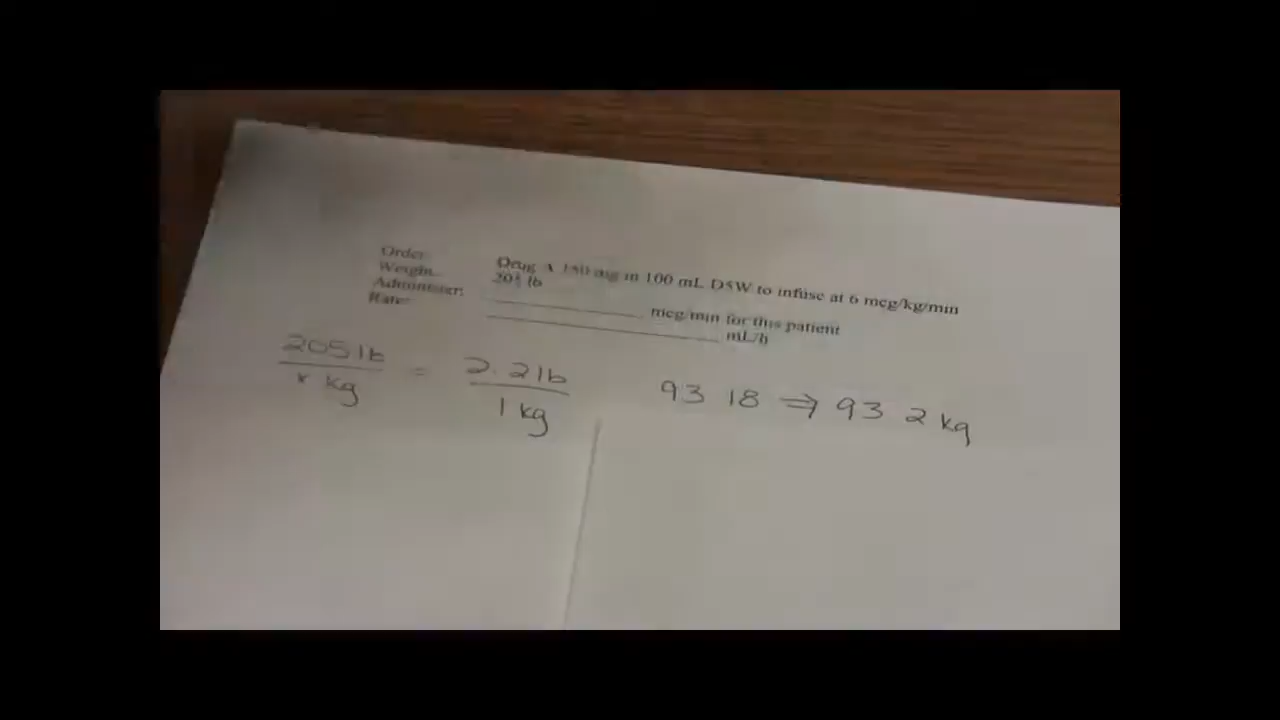 Order: Drug A 150 mg in 100 mL D5W to infuse at 6 mcg/kg/min
Weight: 205 lb
Administer: ____________ mcg/min for this patient
Rate: ____________ mL/h
205 lb / x kg = 2.2 lb / 1 kg
93.18 ⇒ 93.2 kg